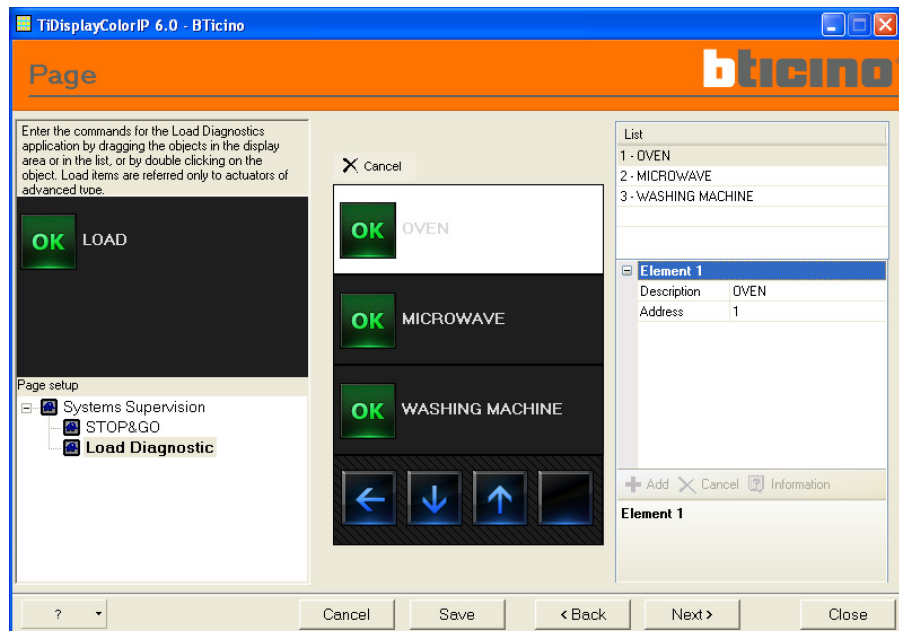 TiDisplayColorIP 6.0 - BTicino
Page
bticino
Enter the commands for the Load Diagnostics
application by dragging the objects in the display
area or in the list, or by double clicking on the
object. Load items are referred only to actuators of
advanced type.
OK LOAD
Page setup
Systems Supervision
STOP&GO
Load Diagnostic
Cancel
OK OVEN
OK MICROWAVE
OK WASHING MACHINE
List
1 - OVEN
2 - MICROWAVE
3 - WASHING MACHINE
Element 1
Description OVEN
Address 1
Add Cancel Information
Element 1
? Cancel Save < Back Next > Close